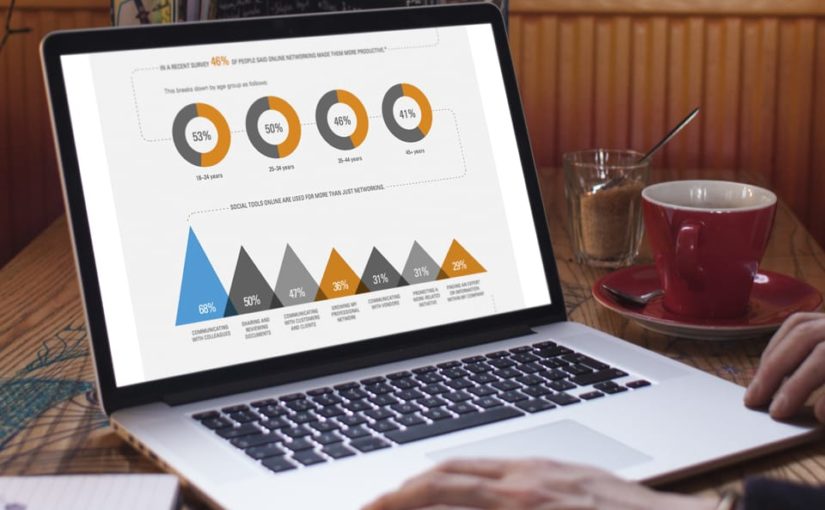 IN A RECENT SURVEY 46% OF PEOPLE SAID ONLINE NETWORKING MADE THEM MORE PRODUCTIVE.*
This breaks down by age group as follows:
53% 50% 46% 41%
18-24 years 25-34 years 35-44 years 45+ years
SOCIAL TOOLS ONLINE ARE USED FOR MORE THAN JUST NETWORKING.
68%
COMMUNICATING
WITH COLLEAGUES
50%
SHARING AND
REVIEWING
DOCUMENTS
47%
COMMUNICATING
WITH CUSTOMERS
AND CLIENTS
36%
GROWING MY
PROFESSIONAL
NETWORK
31%
COMMUNICATING
WITH VENDORS
31%
PROMOTING A
WORK-RELATED
INITIATIVE
29%
FINDING AN EXPERT
OR INFORMATION
WITHIN MY COMPANY